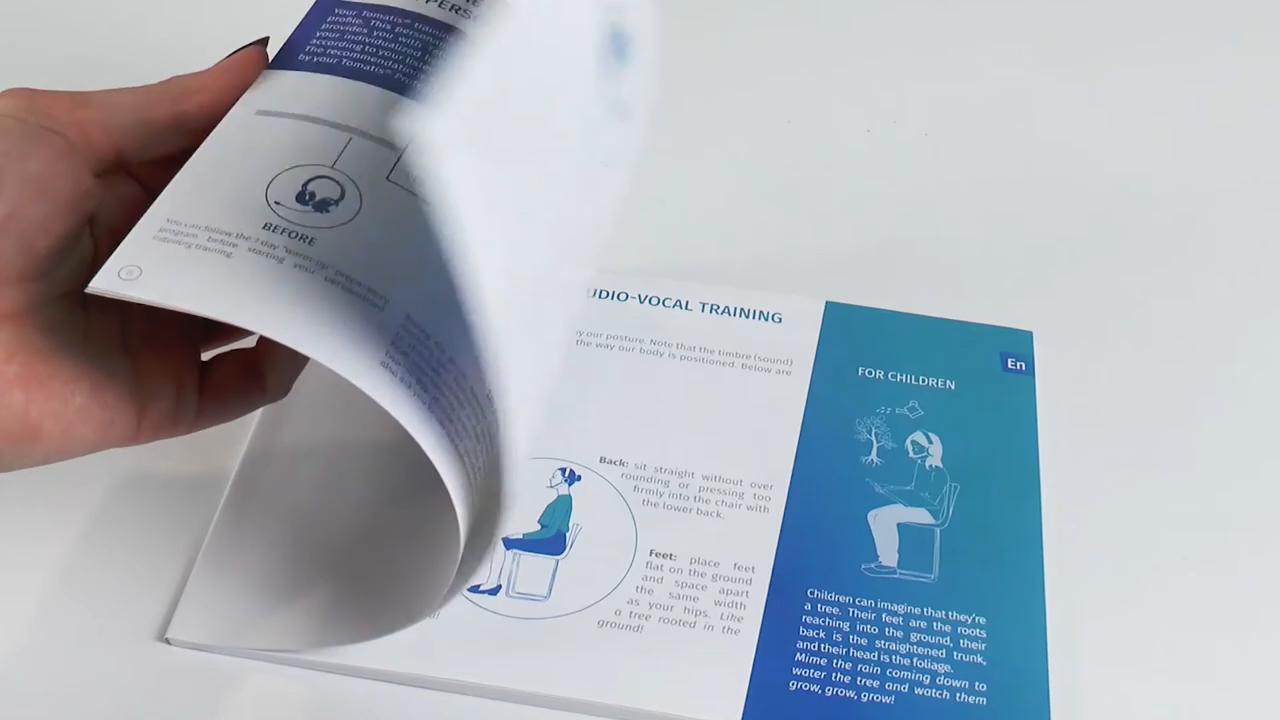 PERS
Your Tomatis®
profile. This
provides you with
your individualized
according to your
The recommendation
by your Tomatis®
BEFORE
You can follow the 7 day "warm-up" preparatory
program before starting your personalized
listening training.
6
UDIO-VOCAL TRAINING
y our posture. Note that the timbre (sound)
the way our body is positioned. Below are
Back: sit straight without over
rounding or pressing too
firmly into the chair with
the lower back.
Feet: place feet
flat on the ground
and space apart
the same width
as your hips. Like
a tree rooted in the
ground!
En
FOR CHILDREN
Children can imagine that they're
a tree. Their feet are the roots
reaching into the ground, their
back is the straightened trunk,
and their head is the foliage.
Mime the rain coming down to
water the tree and watch them
grow, grow, grow!